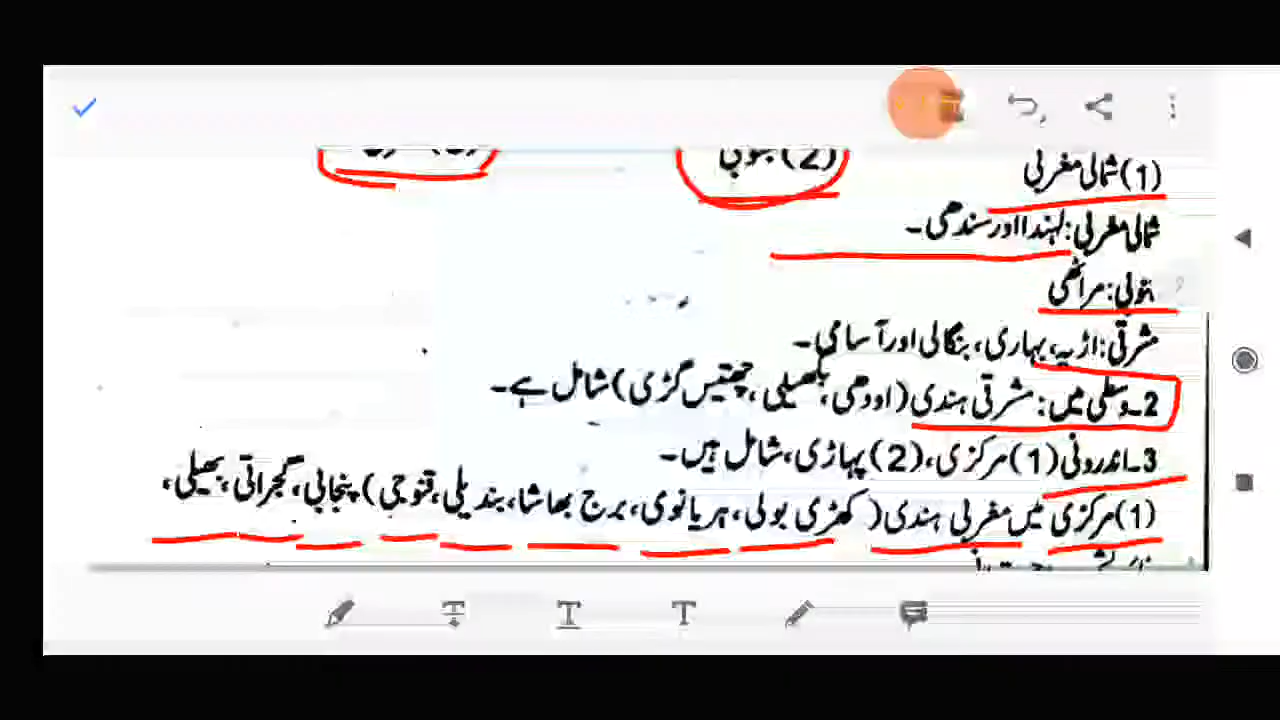 (1) شمالی مغربی (2) جنوبی
شمالی مغربی: لہندا اور سندھی۔
مراٹھی
مشرقی: اڑیہ، بہاری، بنگالی اور آسامی۔
2۔ وسطی میں: مشرقی ہندی (اودھی، بگھیلی، چھتیس گڑی) شامل ہے۔
3۔ اندرونی (1) مرکزی، (2) پہاڑی، شامل ہیں۔
(1) مرکزی میں مغربی ہندی ( کھڑی بولی، ہریانوی، برج بھاشا، بندیلی، قنوجی) پنجابی، گجراتی، بھیلی،